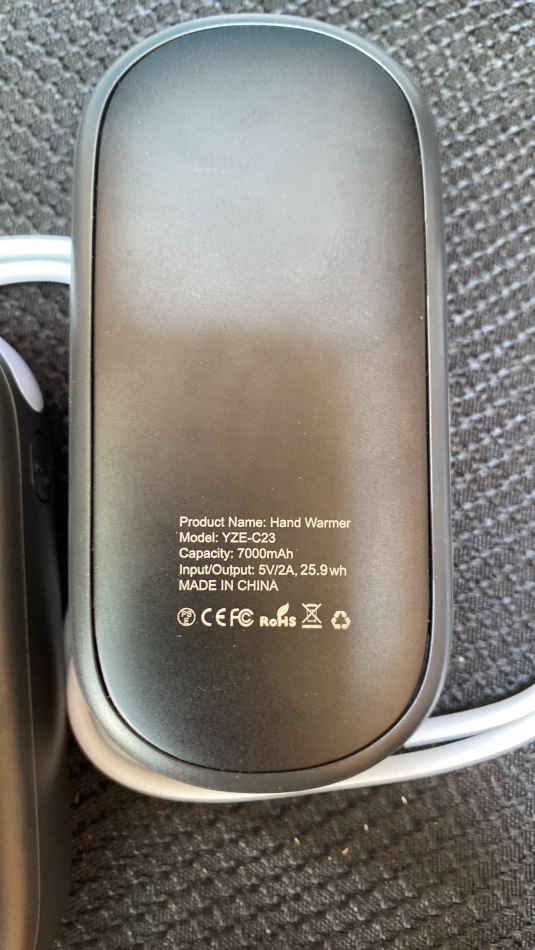 Product Name: Hand Warmer
Model: YZE-C23
Capacity: 7000mAh
Input/Output: 5V/2A, 25.9wh
MADE IN CHINA
PSE CE FC RoHS